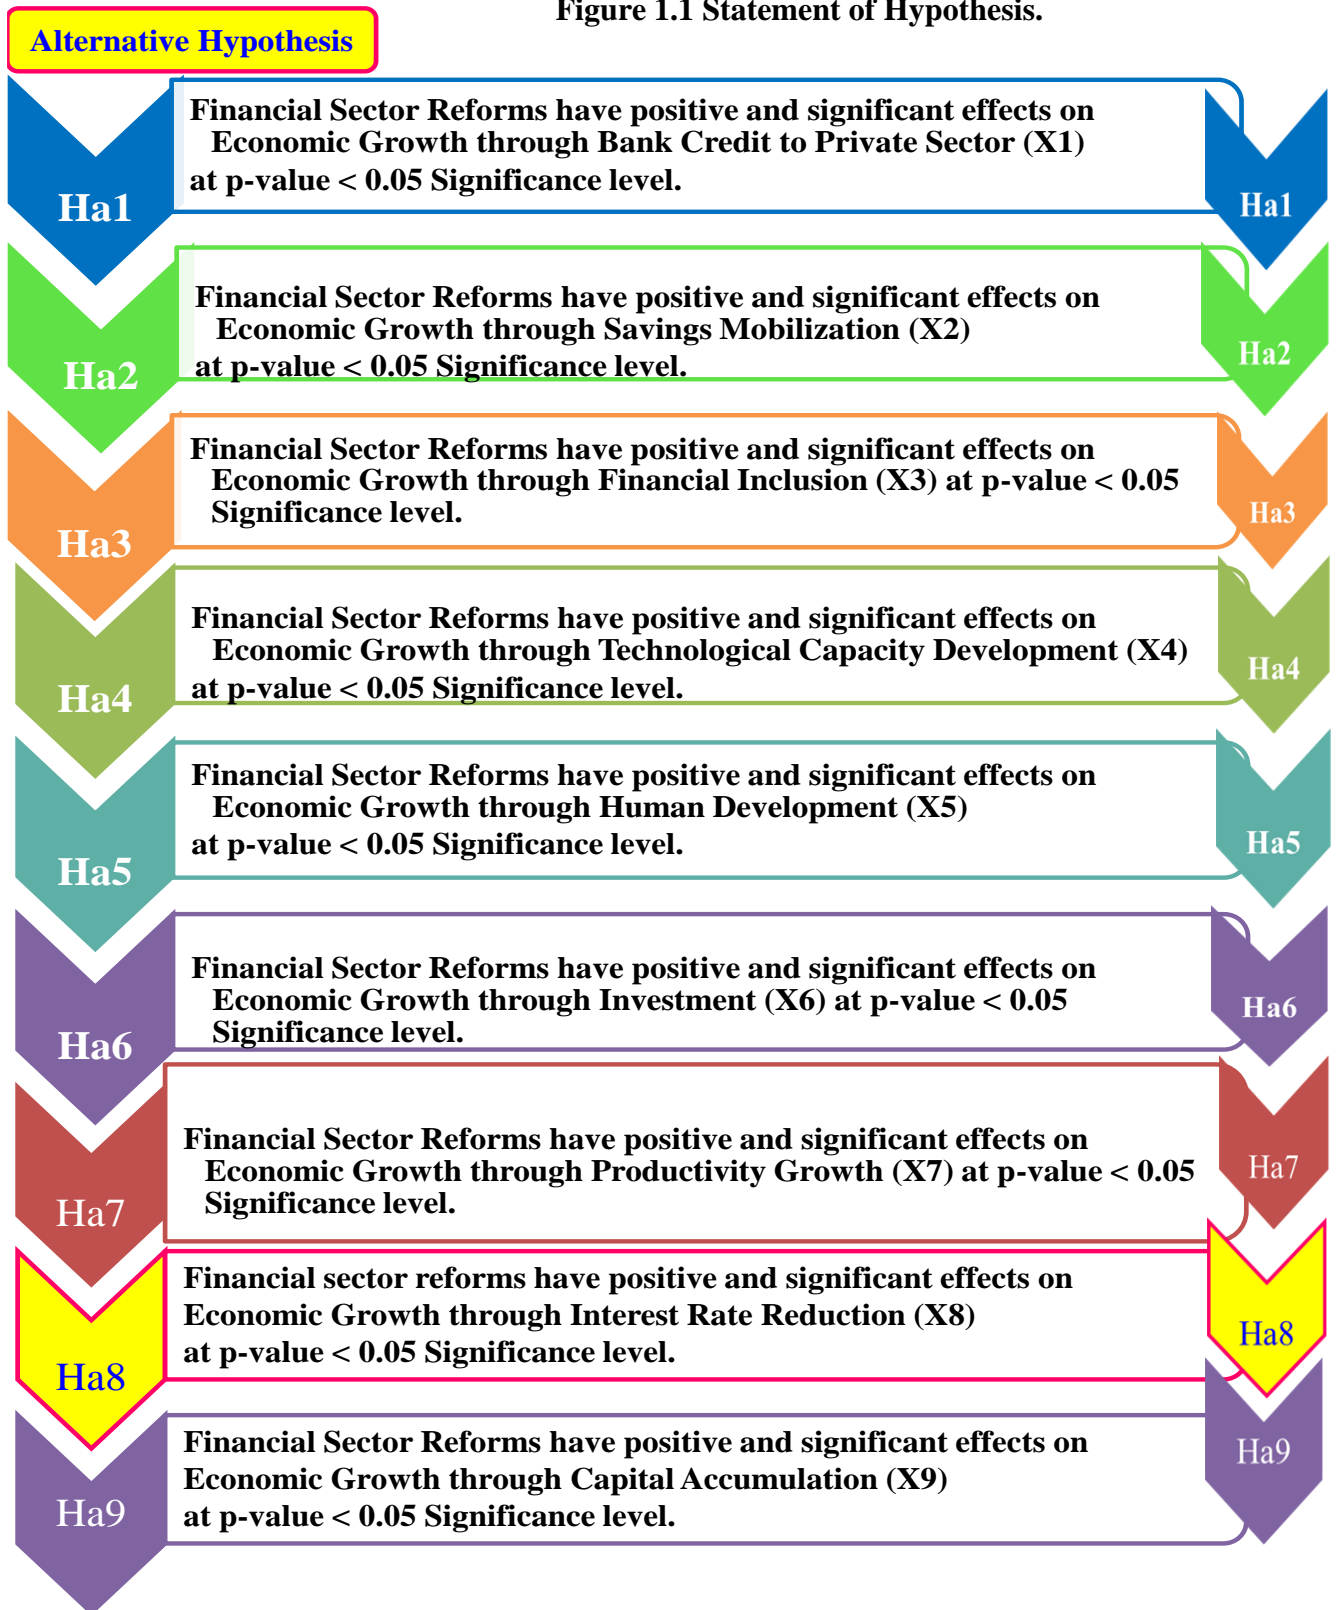 Figure 1.1 Statement of Hypothesis.
Alternative Hypothesis
Financial Sector Reforms have positive and significant effects on
Economic Growth through Bank Credit to Private Sector (X1)
at p-value < 0.05 Significance level.
Ha1
Ha1
Financial Sector Reforms have positive and significant effects on
Economic Growth through Savings Mobilization (X2)
at p-value < 0.05 Significance level.
Ha2
Ha2
Financial Sector Reforms have positive and significant effects on
Economic Growth through Financial Inclusion (X3) at p-value < 0.05
Significance level.
Ha3
Ha3
Financial Sector Reforms have positive and significant effects on
Economic Growth through Technological Capacity Development (X4)
at p-value < 0.05 Significance level.
Ha4
Ha4
Financial Sector Reforms have positive and significant effects on
Economic Growth through Human Development (X5)
at p-value < 0.05 Significance level.
Ha5
Ha5
Financial Sector Reforms have positive and significant effects on
Economic Growth through Investment (X6) at p-value < 0.05
Significance level.
Ha6
Ha6
Financial Sector Reforms have positive and significant effects on
Economic Growth through Productivity Growth (X7) at p-value < 0.05
Significance level.
Ha7
Ha7
Financial sector reforms have positive and significant effects on
Economic Growth through Interest Rate Reduction (X8)
at p-value < 0.05 Significance level.
Ha8
Ha8
Financial Sector Reforms have positive and significant effects on
Economic Growth through Capital Accumulation (X9)
at p-value < 0.05 Significance level.
Ha9
Ha9